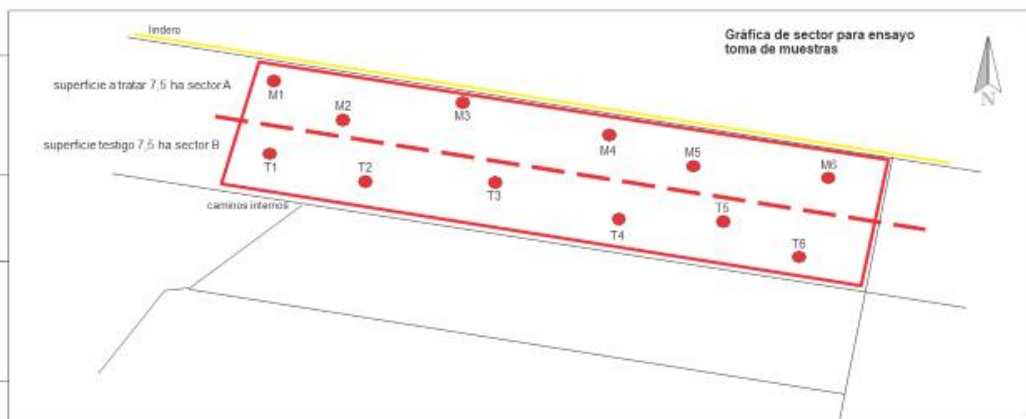 lindero
Gráfica de sector para ensayo
toma de muestras
N
superficie a tratar 7,5 ha sector A
M1
M2
M3
M4
M5
M6
superficie testigo 7,5 ha sector B
T1
T2
T3
T4
T5
T6
caminos internos